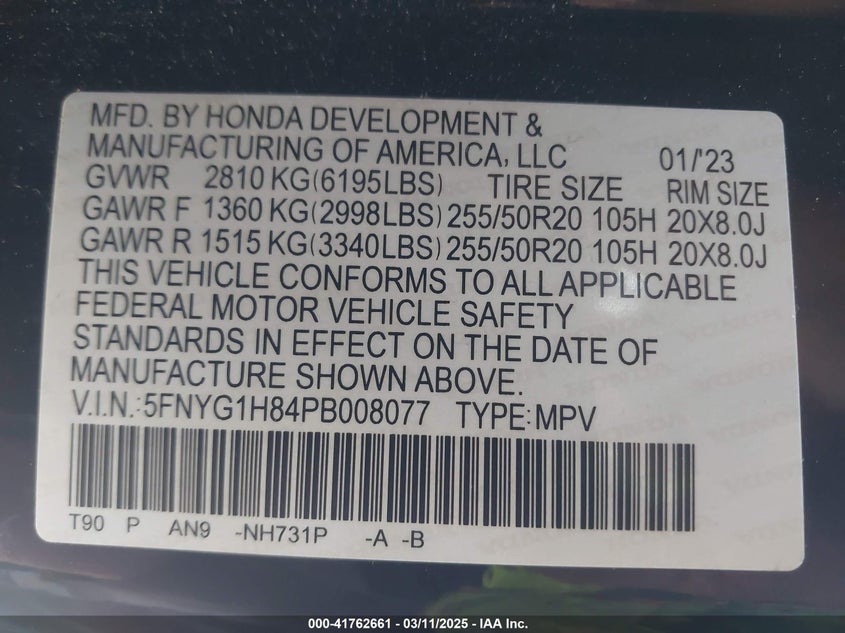 MFD. BY HONDA DEVELOPMENT &
MANUFACTURING OF AMERICA, LLC 01/'23
GVWR 2810 KG(6195LBS) TIRE SIZE RIM SIZE
GAWR F 1360 KG(2998LBS) 255/50R20 105H 20X8.0J
GAWR R 1515 KG(3340LBS) 255/50R20 105H 20X8.0J
THIS VEHICLE CONFORMS TO ALL APPLICABLE
FEDERAL MOTOR VEHICLE SAFETY
STANDARDS IN EFFECT ON THE DATE OF
MANUFACTURE SHOWN ABOVE.
V.I.N.:5FNYG1H84PB008077 TYPE:MPV
T90 P AN9 -NH731P -A -B
000-41762661 | 03/11/2025 - IAA Inc.